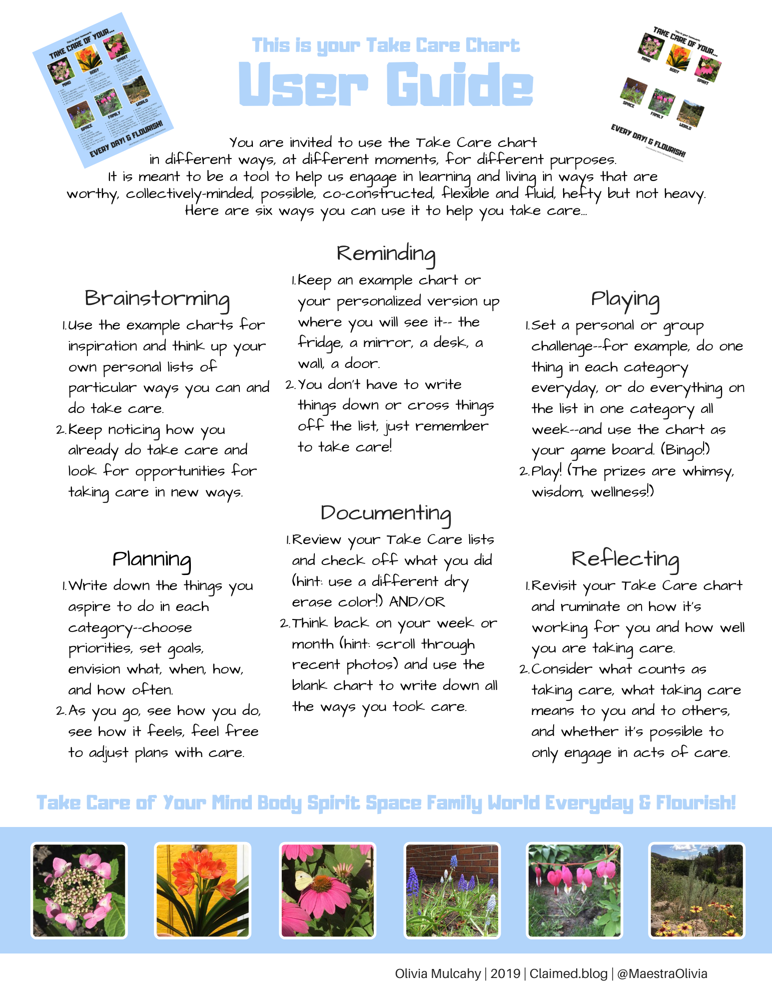 This is your homework:
TAKE CARE OF YOUR...
MIND
BODY
SPIRIT
SPACE
FAMILY
WORLD
EVERY DAY! & FLOURISH!
This is your Take Care Chart
User Guide
This is your homework:
TAKE CARE OF YOUR...
MIND
BODY
SPIRIT
SPACE
FAMILY
WORLD
EVERY DAY! & FLOURISH!
You are invited to use the Take Care chart
in different ways, at different moments, for different purposes.
It is meant to be a tool to help us engage in learning and living in ways that are
worthy, collectively-minded, possible, co-constructed, flexible and fluid, hefty but not heavy.
Here are six ways you can use it to help you take care...
Brainstorming
1. Use the example charts for
inspiration and think up your
own personal lists of
particular ways you can and
do take care.
2. Keep noticing how you
already do take care and
look for opportunities for
taking care in new ways.
Reminding
1. Keep an example chart or
your personalized version up
where you will see it-- the
fridge, a mirror, a desk, a
wall, a door.
2. You don't have to write
things down or cross things
off the list, just remember
to take care!
Playing
1. Set a personal or group
challenge--for example, do one
thing in each category
everyday, or do everything on
the list in one category all
week--and use the chart as
your game board. (Bingo!)
2. Play! (The prizes are whimsy,
wisdom, wellness!)
Planning
1. Write down the things you
aspire to do in each
category--choose
priorities, set goals,
envision what, when, how,
and how often.
2. As you go, see how you do,
see how it feels, feel free
to adjust plans with care.
Documenting
1. Review your Take Care lists
and check off what you did
(hint: use a different dry
erase color!) AND/OR
2. Think back on your week or
month (hint: scroll through
recent photos) and use the
blank chart to write down all
the ways you took care.
Reflecting
1. Revisit your Take Care chart
and ruminate on how it's
working for you and how well
you are taking care.
2. Consider what counts as
taking care, what taking care
means to you and to others,
and whether it's possible to
only engage in acts of care.
Take Care of Your Mind Body Spirit Space Family World Everyday & Flourish!
Olivia Mulcahy | 2019 | Claimed.blog | @MaestraOlivia